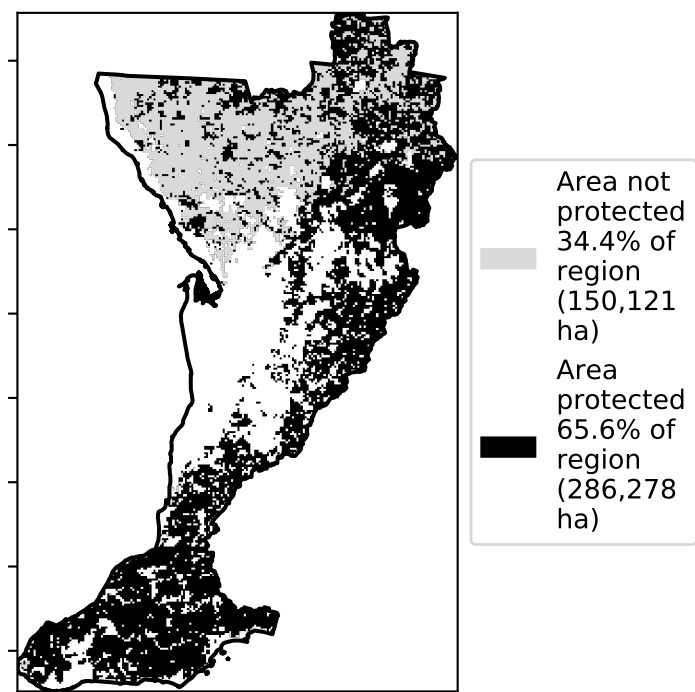 Area not
protected
34.4% of
region
(150,121
ha)
Area
protected
65.6% of
region
(286,278
ha)